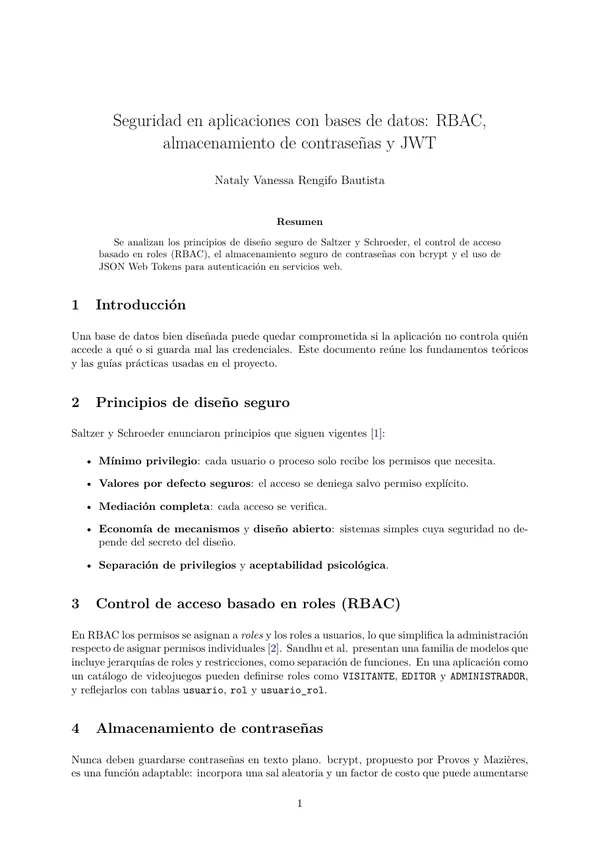 Seguridad en aplicaciones con bases de datos: RBAC,
almacenamiento de contraseñas y JWT
Nataly Vanessa Rengifo Bautista
Resumen
Se analizan los principios de diseño seguro de Saltzer y Schroeder, el control de acceso
basado en roles (RBAC), el almacenamiento seguro de contraseñas con bcrypt y el uso de
JSON Web Tokens para autenticación en servicios web.
1 Introducción
Una base de datos bien diseñada puede quedar comprometida si la aplicación no controla quién
accede a qué o si guarda mal las credenciales. Este documento reúne los fundamentos teóricos
y las guías prácticas usadas en el proyecto.
2 Principios de diseño seguro
Saltzer y Schroeder enunciaron principios que siguen vigentes [1]:
• Mínimo privilegio: cada usuario o proceso solo recibe los permisos que necesita.
• Valores por defecto seguros: el acceso se deniega salvo permiso explícito.
• Mediación completa: cada acceso se verifica.
• Economía de mecanismos y diseño abierto: sistemas simples cuya seguridad no de-
pende del secreto del diseño.
• Separación de privilegios y aceptabilidad psicológica.
3 Control de acceso basado en roles (RBAC)
En RBAC los permisos se asignan a roles y los roles a usuarios, lo que simplifica la administración
respecto de asignar permisos individuales [2]. Sandhu et al. presentan una familia de modelos que
incluye jerarquías de roles y restricciones, como separación de funciones. En una aplicación como
un catálogo de videojuegos pueden definirse roles como VISITANTE, EDITOR y ADMINISTRADOR,
y reflejarlos con tablas usuario, rol y usuario_rol.
4 Almacenamiento de contraseñas
Nunca deben guardarse contraseñas en texto plano. bcrypt, propuesto por Provos y Mazières,
es una función adaptable: incorpora una sal aleatoria y un factor de costo que puede aumentarse
1